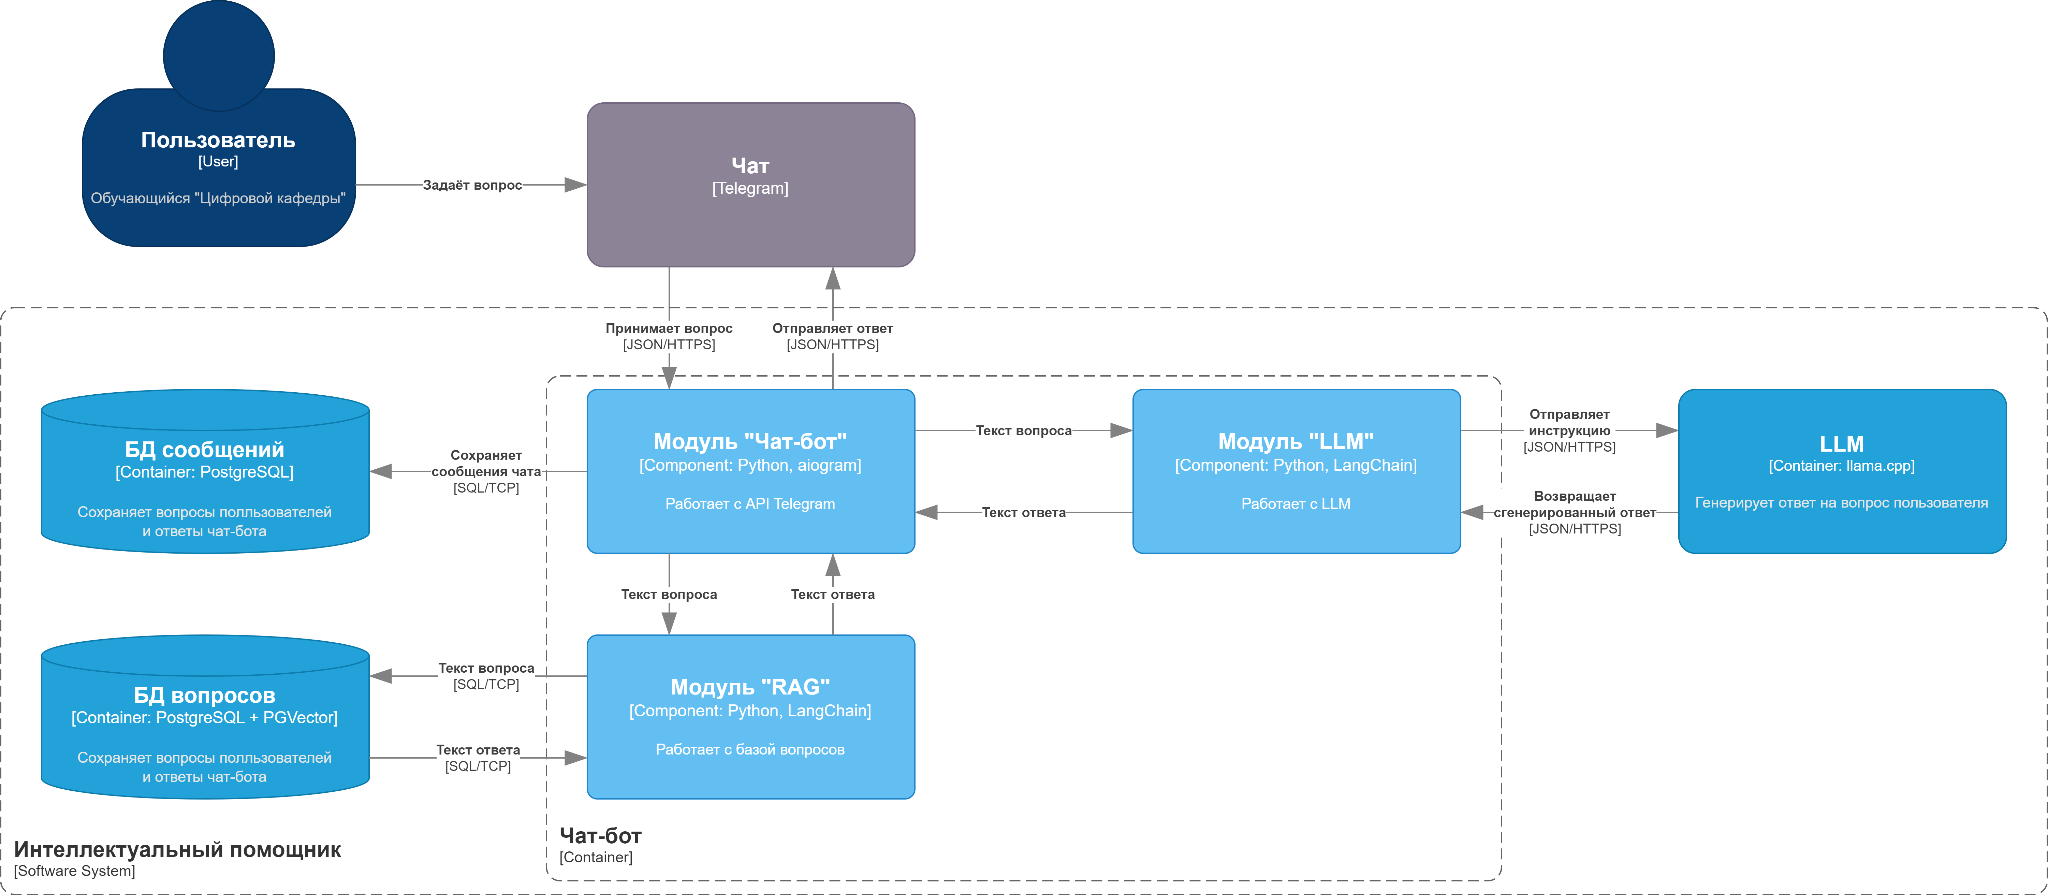 Пользователь
[User]
Обучающийся "Цифровой кафедры"
Задаёт вопрос
Чат
[Telegram]
Принимает вопрос
[JSON/HTTPS]
Отправляет ответ
[JSON/HTTPS]
БД сообщений
[Container: PostgreSQL]
Сохраняет вопросы полльзователей
и ответы чат-бота
Сохраняет
сообщения чата
[SQL/TCP]
Модуль "Чат-бот"
[Component: Python, aiogram]
Работает с API Telegram
Текст вопроса
Текст ответа
Модуль "LLM"
[Component: Python, LangChain]
Работает с LLM
Отправляет
инструкцию
[JSON/HTTPS]
Возвращает
сгенерированный ответ
[JSON/HTTPS]
LLM
[Container: llama.cpp]
Генерирует ответ на вопрос пользователя
Текст вопроса
Текст ответа
БД вопросов
[Container: PostgreSQL + PGVector]
Сохраняет вопросы полльзователей
и ответы чат-бота
Текст вопроса
[SQL/TCP]
Текст ответа
[SQL/TCP]
Модуль "RAG"
[Component: Python, LangChain]
Работает с базой вопросов
Чат-бот
[Container]
Интеллектуальный помощник
[Software System]